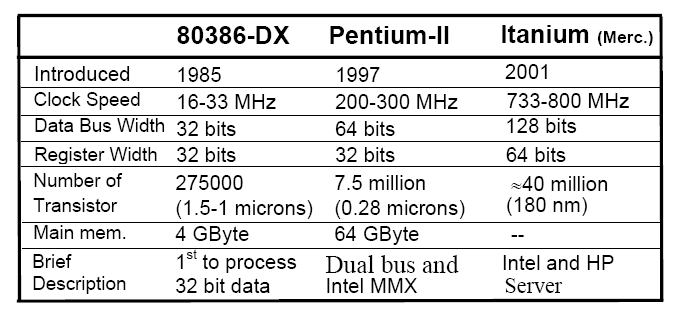 80386-DX Pentium-II Itanium (Merc.)
Introduced 1985 1997 2001
Clock Speed 16-33 MHz 200-300 MHz 733-800 MHz
Data Bus Width 32 bits 64 bits 128 bits
Register Width 32 bits 32 bits 64 bits
Number of 275000 7.5 million ≈40 million
Transistor (1.5-1 microns) (0.28 microns) (180 nm)
Main mem. 4 GByte 64 GByte --
Brief 1st to process Dual bus and Intel and HP
Description 32 bit data Intel MMX Server